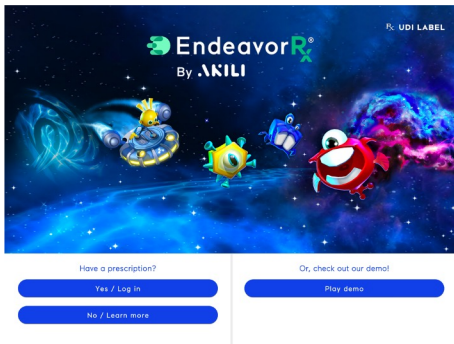 Rx UDI LABEL
EndeavorRx®
By AKILI
Have a prescription?
Yes / Log in
No / Learn more
Or, check out our demo!
Play demo